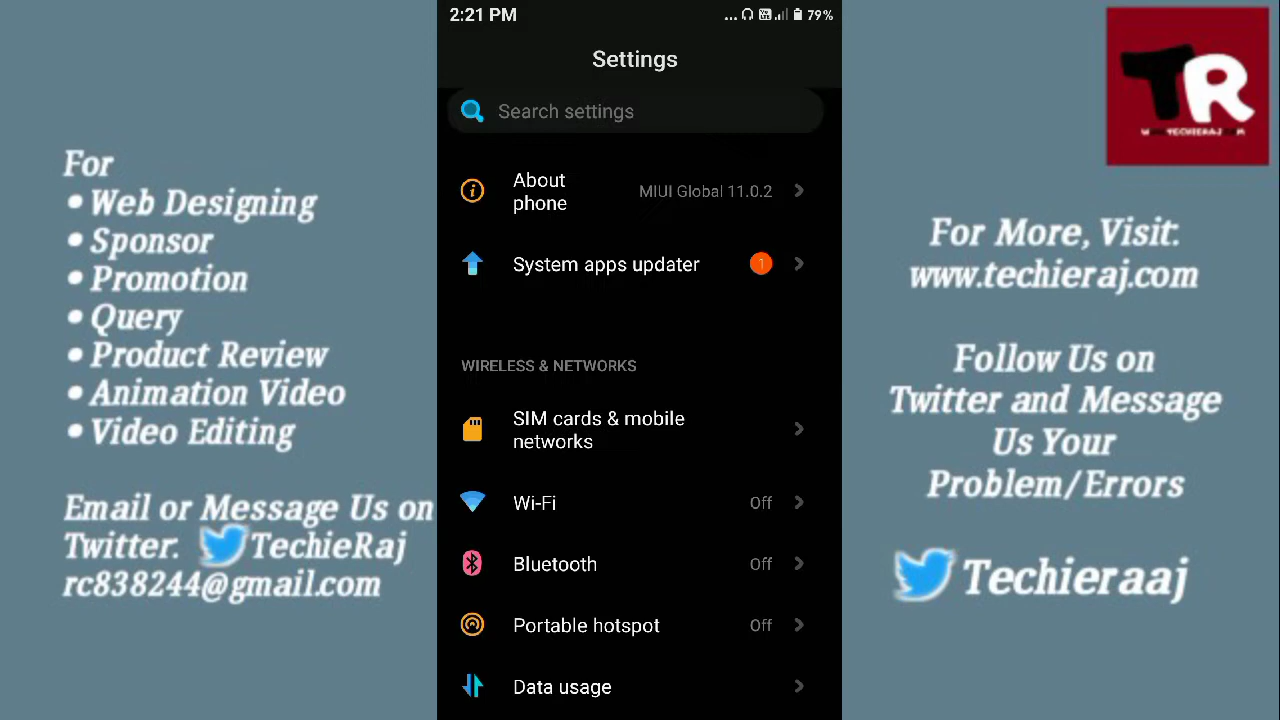 For
• Web Designing
• Sponsor
• Promotion
• Query
• Product Review
• Animation Video
• Video Editing
Email or Message Us on
Twitter. TechieRaj
rc838244@gmail.com
2:21 PM
... 79%
Settings
Search settings
About
phone
MIUI Global 11.0.2
System apps updater
1
WIRELESS & NETWORKS
SIM cards & mobile
networks
Wi-Fi Off
Bluetooth Off
Portable hotspot Off
Data usage
TR
For More, Visit:
www.techieraj.com
Follow Us on
Twitter and Message
Us Your
Problem/Errors
Techieraaj